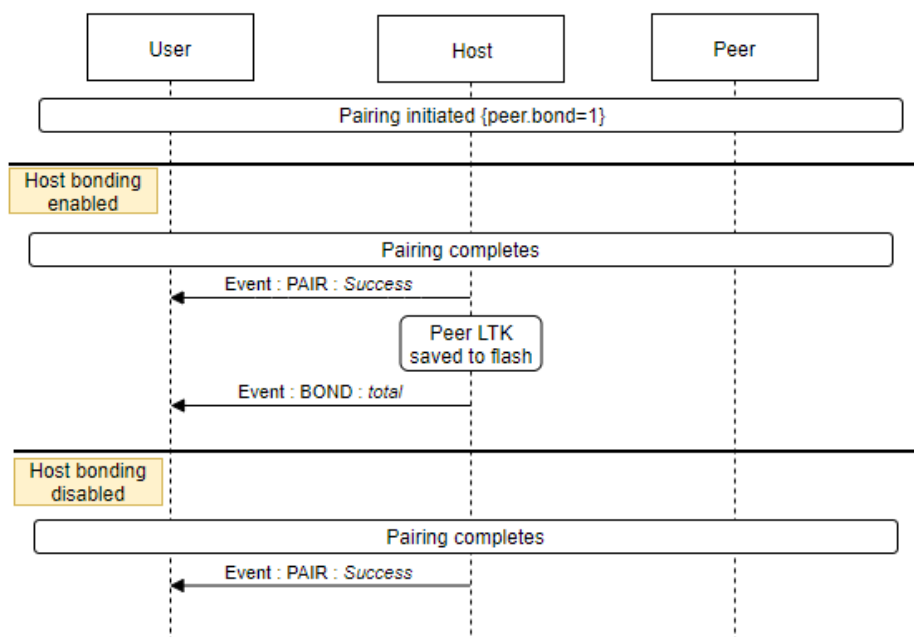 User
Host
Peer
Pairing initiated {peer.bond=1}
Host bonding
enabled
Pairing completes
Event : PAIR : Success
Peer LTK
saved to flash
Event : BOND : total
Host bonding
disabled
Pairing completes
Event : PAIR : Success